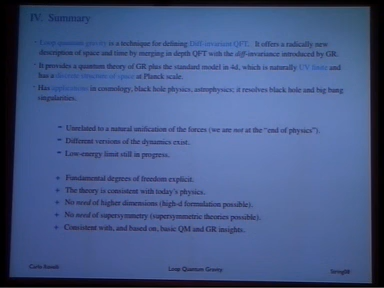 IV. Summary
- Loop quantum gravity is a technique for defining Diff-invariant QFT. It offers a radically new
description of space and time by merging in depth QFT with the diff-invariance introduced by GR.
- It provides a quantum theory of GR plus the standard model in 4d, which is naturally UV finite and
has a discrete structure of space at Planck scale.
- Has applications in cosmology, black hole physics, astrophysics; it resolves black hole and big bang
singularities.
- Unrelated to a natural unification of the forces (we are not at the "end of physics").
- Different versions of the dynamics exist.
- Low-energy limit still in progress.
+ Fundamental degrees of freedom explicit.
+ The theory is consistent with today's physics.
+ No need of higher dimensions (high-d formulation possible).
+ No need of supersymmetry (supersymmetric theories possible).
+ Consistent with, and based on, basic QM and GR insights.
Carlo Rovelli
Loop Quantum Gravity
Strings08